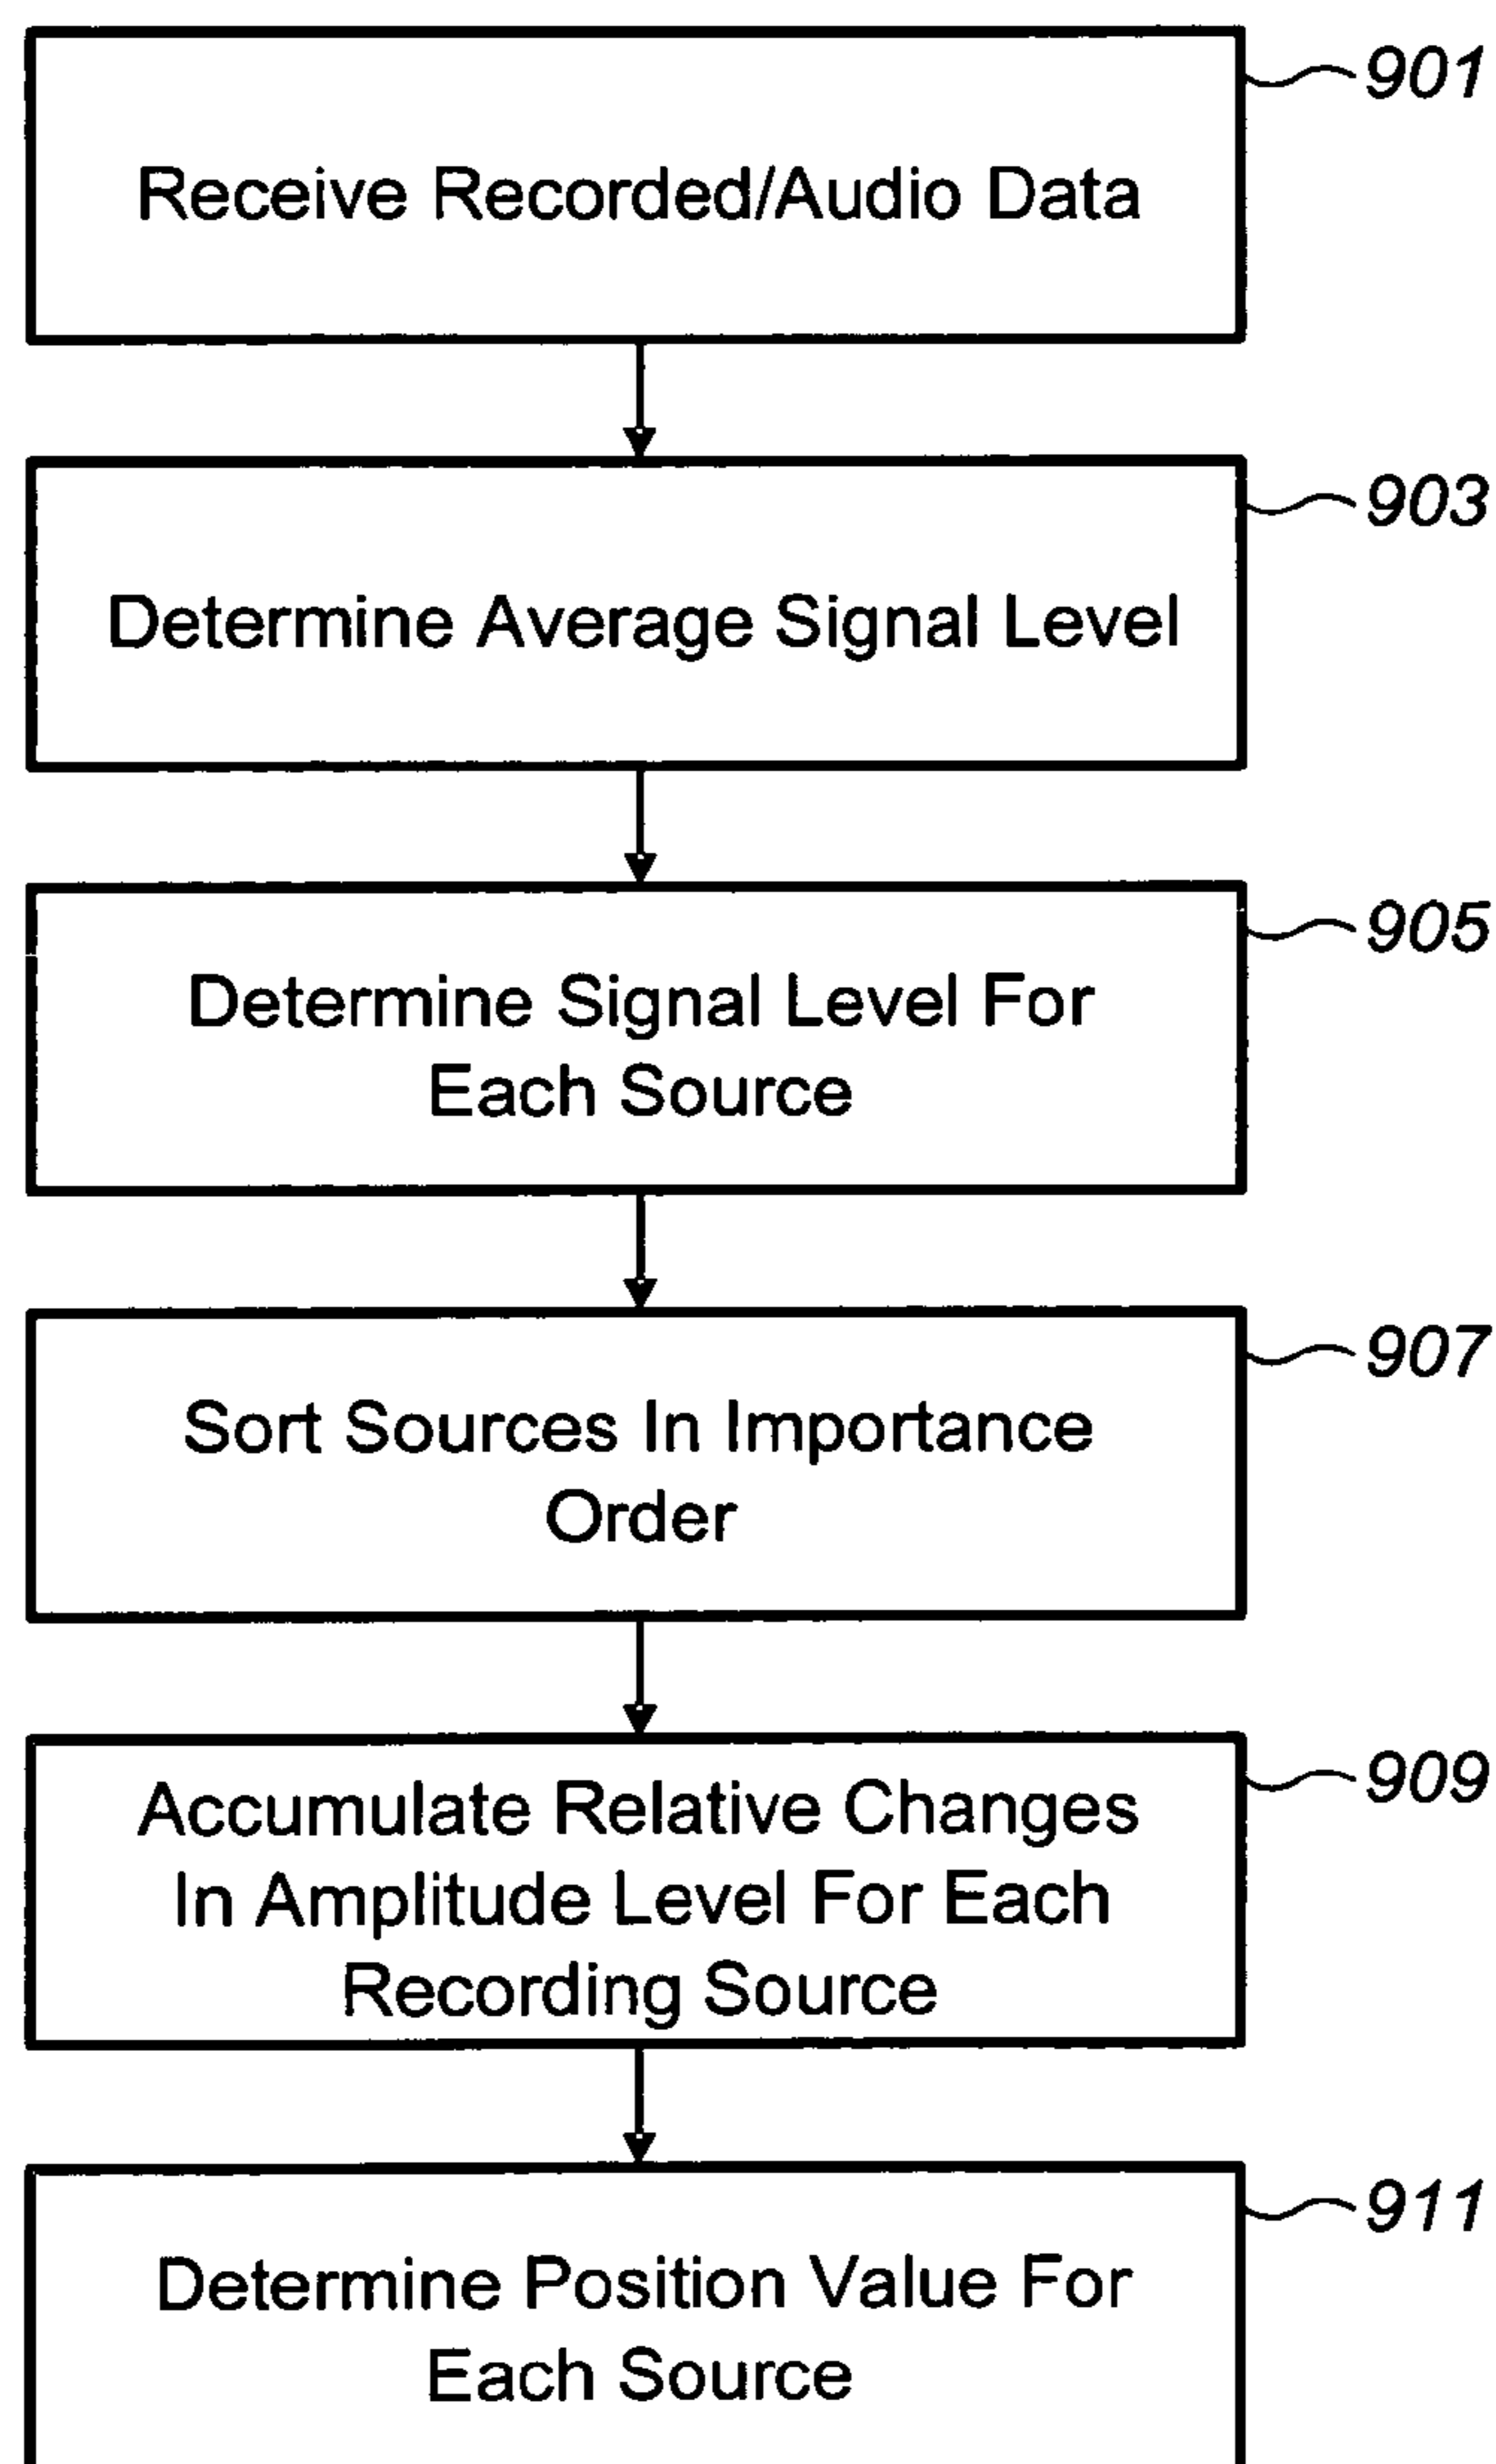 901
Receive Recorded/Audio Data
903
Determine Average Signal Level
905
Determine Signal Level For
Each Source
907
Sort Sources In Importance
Order
909
Accumulate Relative Changes
In Amplitude Level For Each
Recording Source
911
Determine Position Value For
Each Source